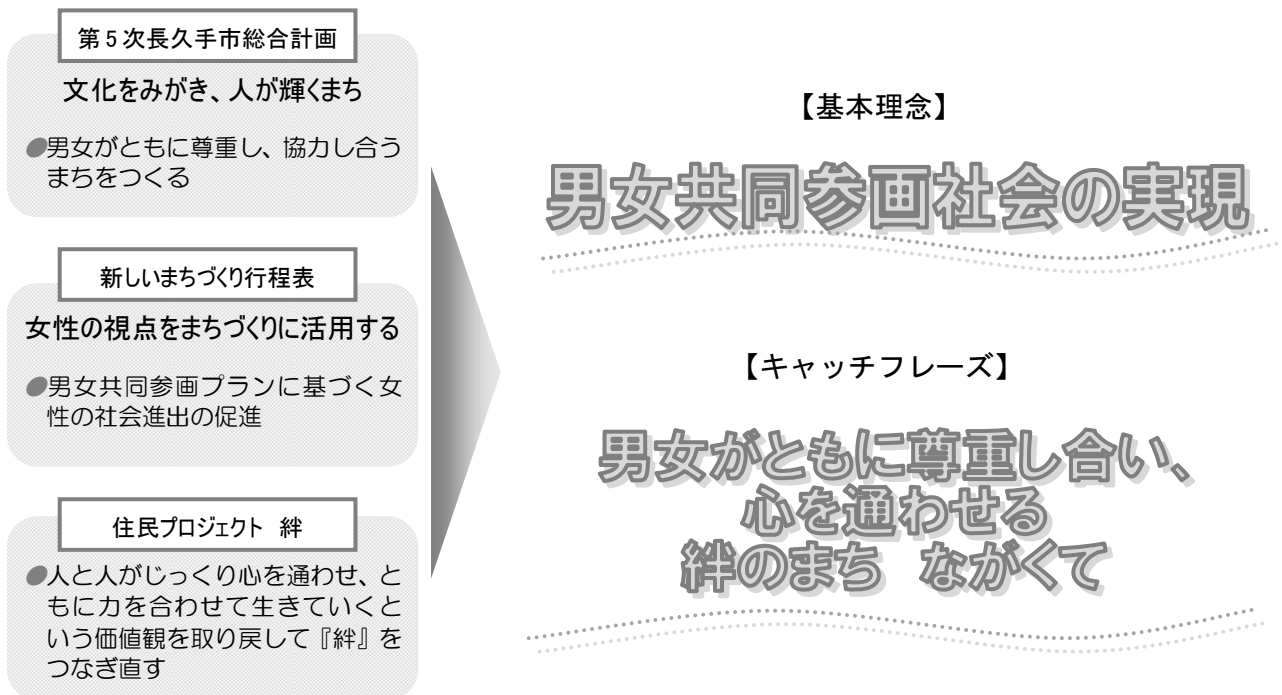 第5次長久手市総合計画
文化をみがき、人が輝くまち
●男女がともに尊重し、協力し合う
まちをつくる
新しいまちづくり行程表
女性の視点をまちづくりに活用する
●男女共同参画プランに基づく女
性の社会進出の促進
住民プロジェクト　絆
●人と人がじっくり心を通わせ、と
もに力を合わせて生きていくと
いう価値観を取り戻して『絆』を
つなぎ直す
【基本理念】
男女共同参画社会の実現
【キャッチフレーズ】
男女がともに尊重し合い、
心を通わせる
絆のまち　ながくて